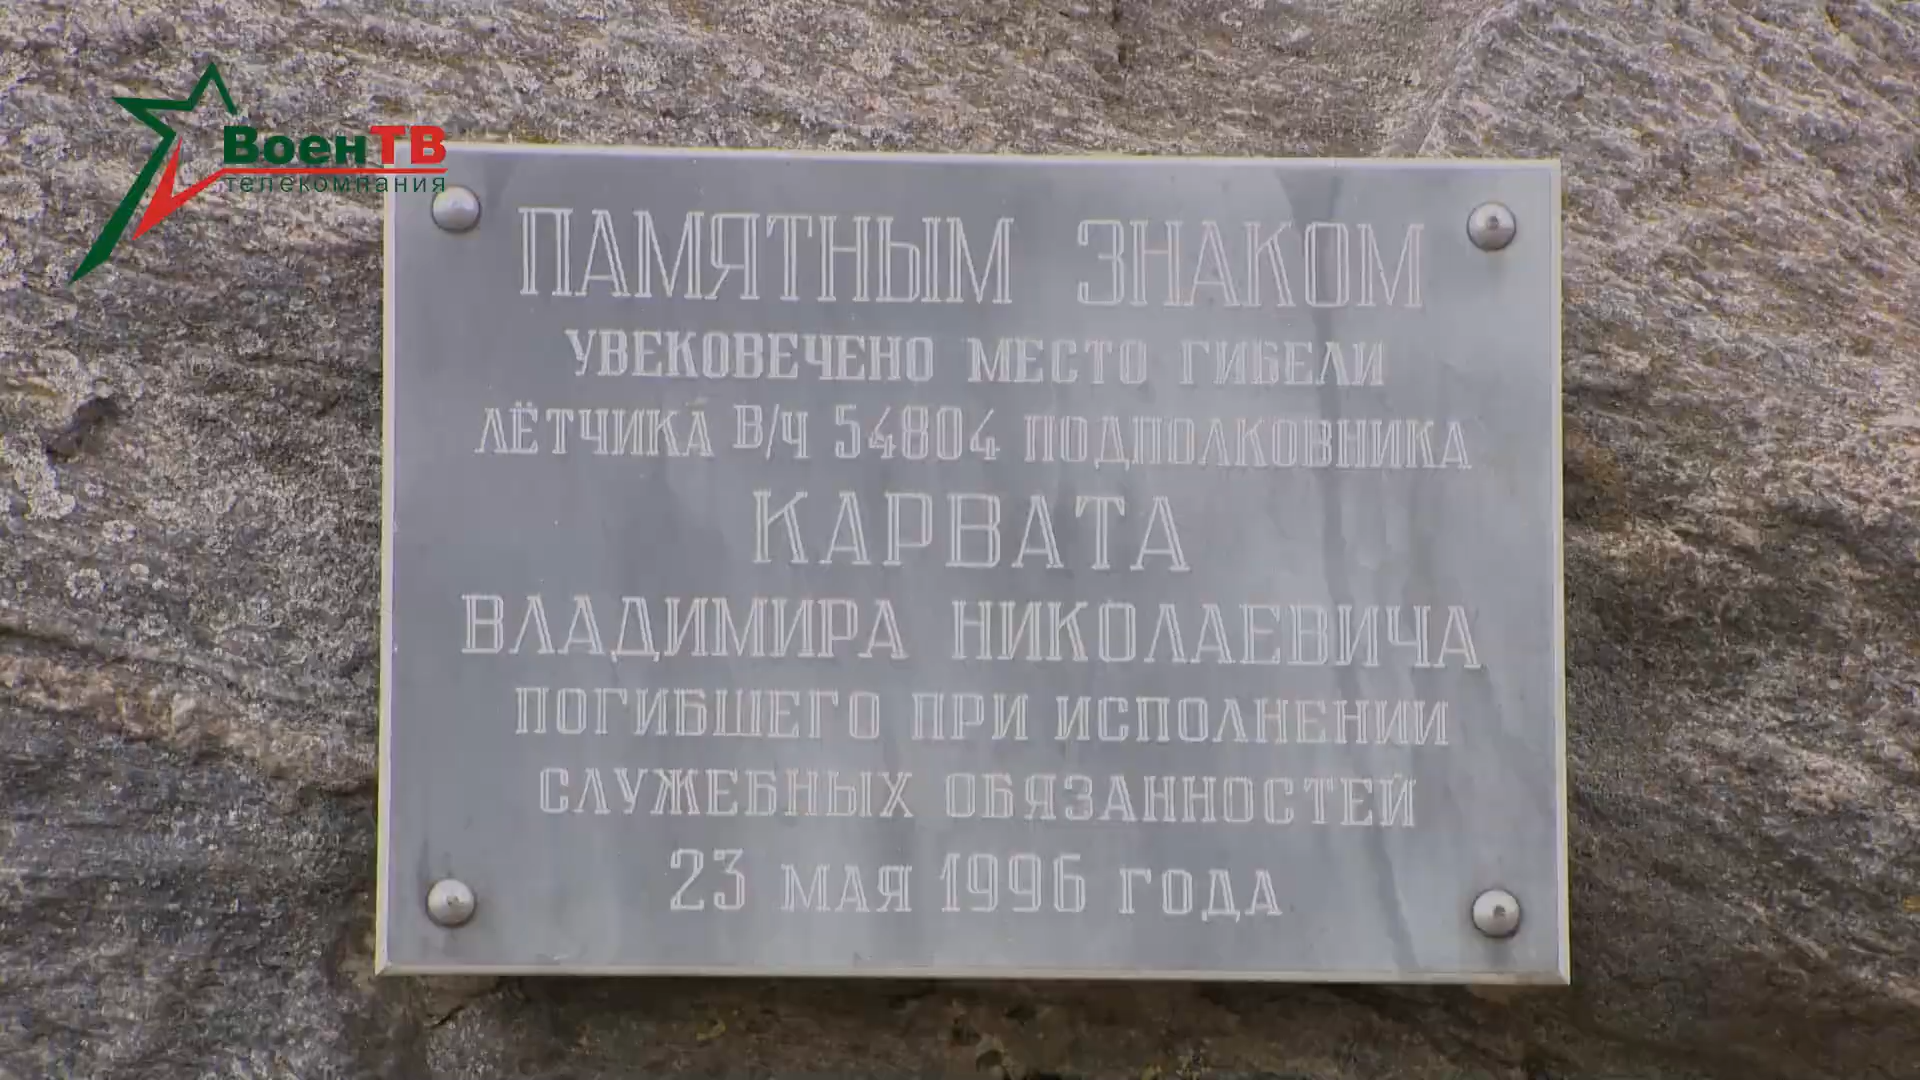 ВоенТВ
телекомпания
ПАМЯТНЫМ ЗНАКОМ
УВЕКОВЕЧЕНО МЕСТО ГИБЕЛИ
ЛЁТЧИКА В/Ч 54804 ПОДПОЛКОВНИКА
КАРВАТА
ВЛАДИМИРА НИКОЛАЕВИЧА
ПОГИБШЕГО ПРИ ИСПОЛНЕНИИ
СЛУЖЕБНЫХ ОБЯЗАННОСТЕЙ
23 МАЯ 1996 ГОДА